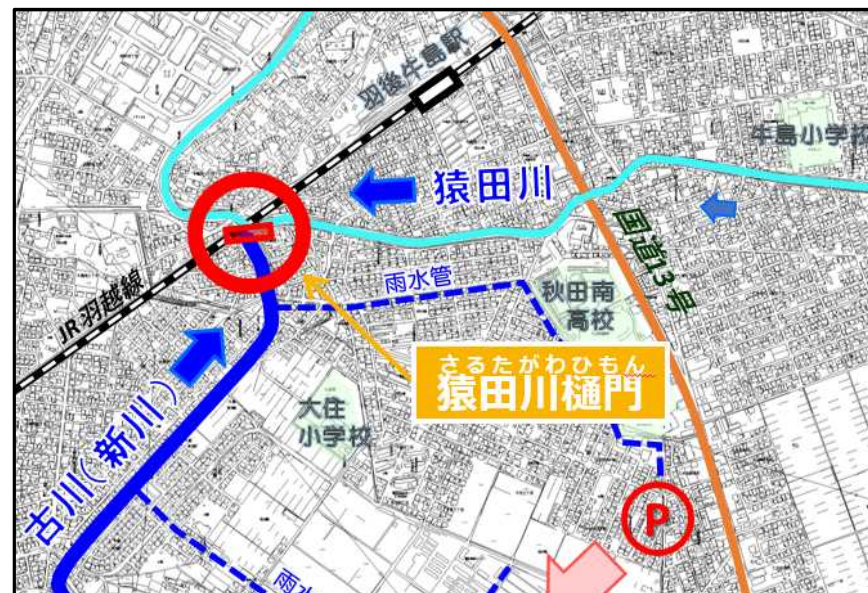 羽後牛島駅
牛島小学校
猿田川
国道13号
雨水管
秋田南
高校
JR羽越線
さるたがわひもん
猿田川樋門
大住
小学校
古川(新川)
P
雨水